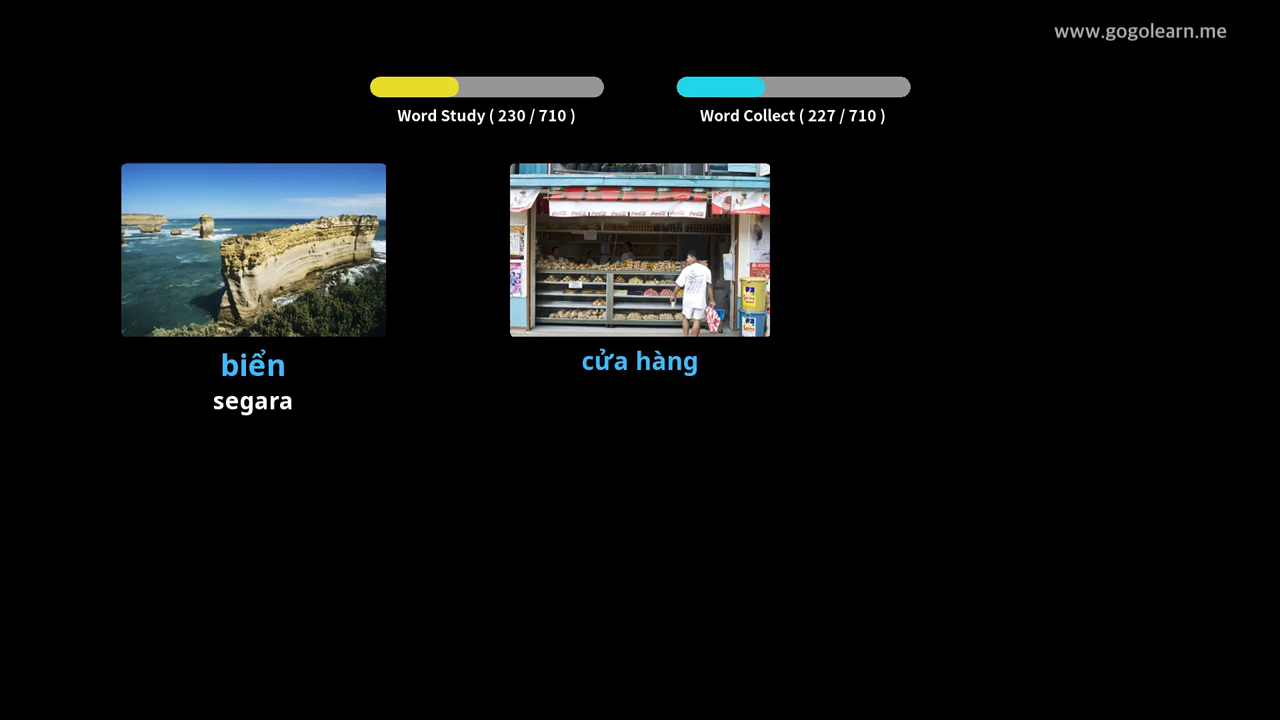 www.gogolearn.me
Word Study ( 230 / 710 )
Word Collect ( 227 / 710 )
biển
segara
cửa hàng